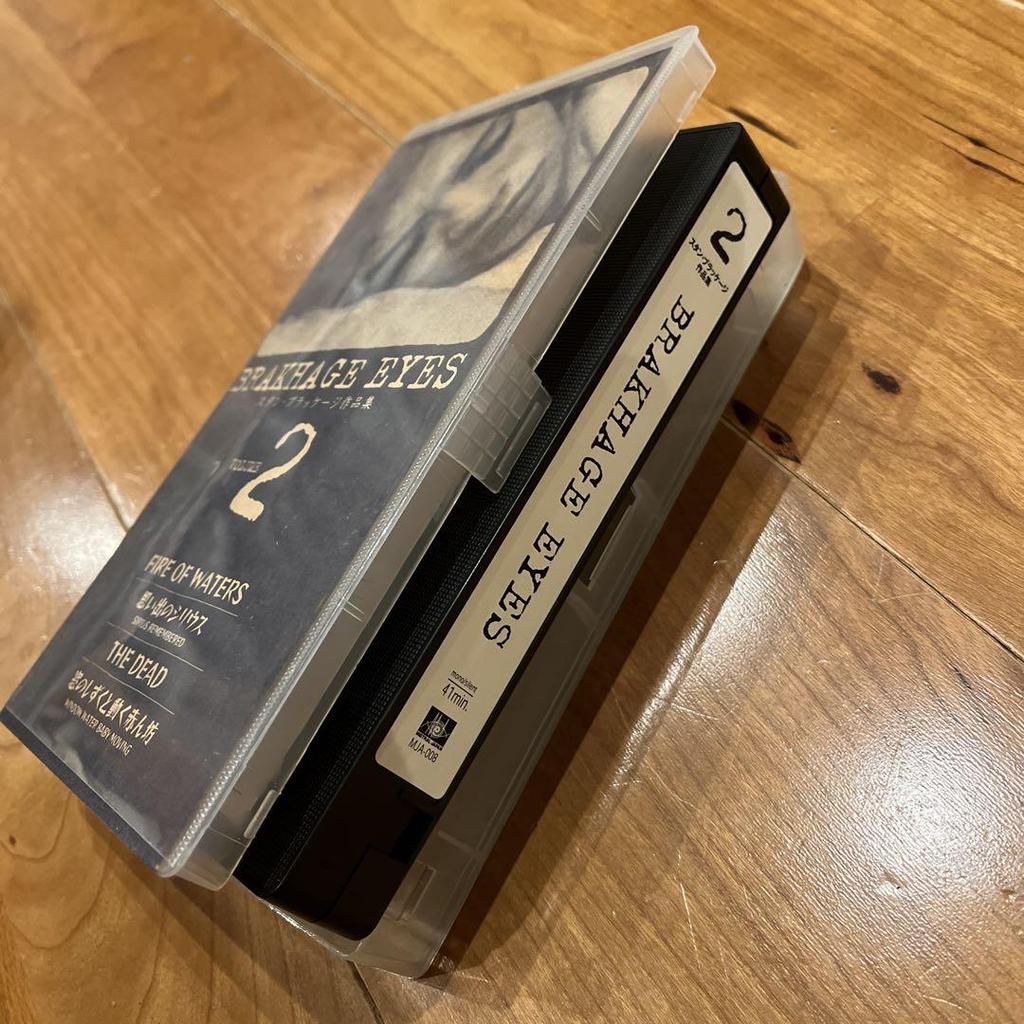 BRAKHAGE EYES
スタン・ブラッケージ作品集
VOLUME
2
FIRE OF WATERS
思い出のシリウス
SIRIUS REMEMBERED
THE DEAD
窓のしずくと動く赤ん坊
WINDOW WATER BABY MOVING
2
スタン・ブラッケージ
作品集
BRAKHAGE EYES
mono/silent
41min.
MJA-008